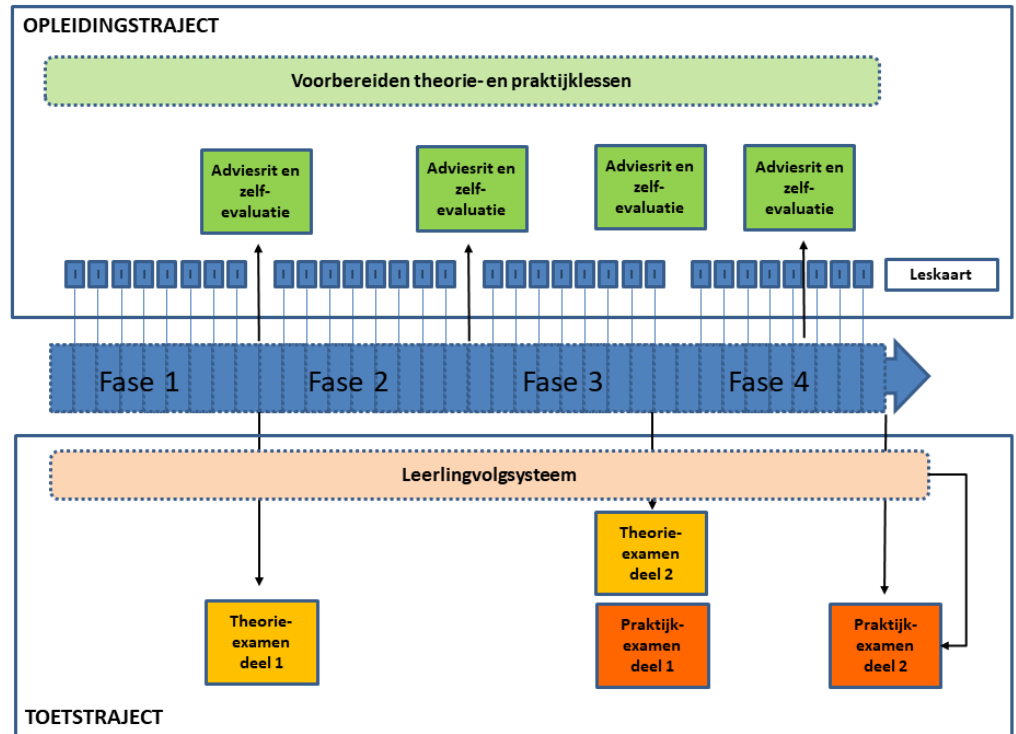 OPLEIDINGSTRAJECT
Voorbereiden theorie- en praktijklessen
Adviesrit en
zelf-
evaluatie
Adviesrit en
zelf-
evaluatie
Adviesrit en
zelf-
evaluatie
Adviesrit en
zelf-
evaluatie
l l l l l l l l l l l l l l l l l l l l l l l l l l l l l l l l
Leskaart
Fase 1
Fase 2
Fase 3
Fase 4
Leerlingvolgsysteem
Theorie-
examen
deel 2
Theorie-
examen
deel 1
Praktijk-
examen
deel 1
Praktijk-
examen
deel 2
TOETSTRAJECT